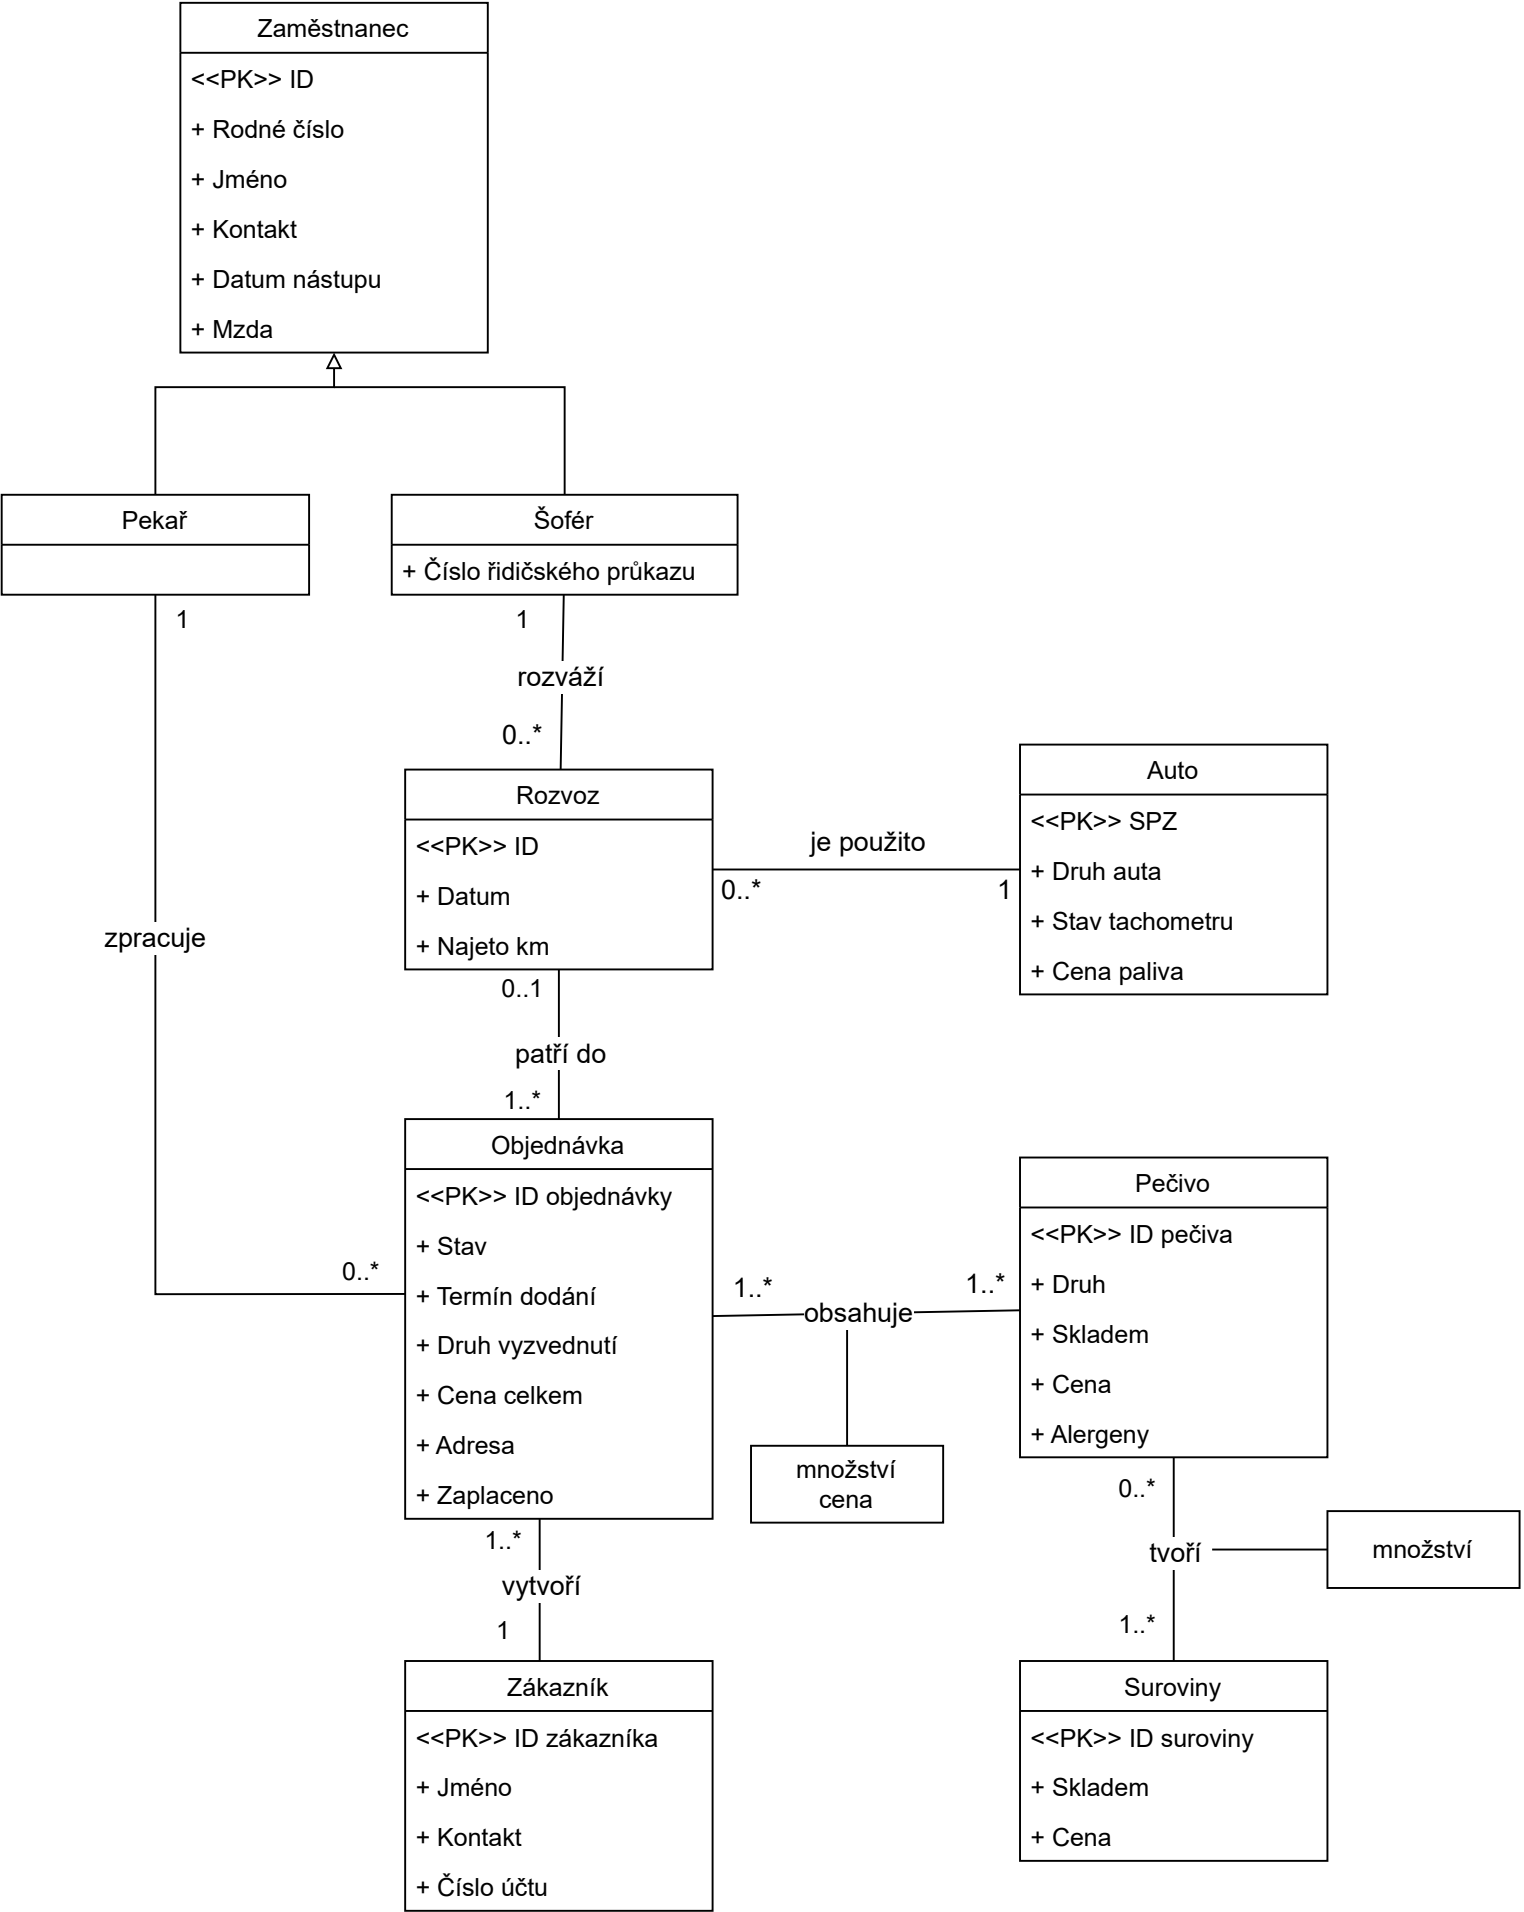 Zaměstnanec
<<PK>> ID
+ Rodné číslo
+ Jméno
+ Kontakt
+ Datum nástupu
+ Mzda
Pekař
Šofér
+ Číslo řidičského průkazu
1
1
rozváží
0..*
Rozvoz
<<PK>> ID
+ Datum
+ Najeto km
je použito
0..*
1
Auto
<<PK>> SPZ
+ Druh auta
+ Stav tachometru
+ Cena paliva
zpracuje
0..1
patří do
1..*
0..*
Objednávka
<<PK>> ID objednávky
+ Stav
+ Termín dodání
+ Druh vyzvednutí
+ Cena celkem
+ Adresa
+ Zaplaceno
1..*
obsahuje
1..*
množství
cena
Pečivo
<<PK>> ID pečiva
+ Druh
+ Skladem
+ Cena
+ Alergeny
0..*
tvoří
množství
1..*
1..*
vytvoří
1
Zákazník
<<PK>> ID zákazníka
+ Jméno
+ Kontakt
+ Číslo účtu
Suroviny
<<PK>> ID suroviny
+ Skladem
+ Cena